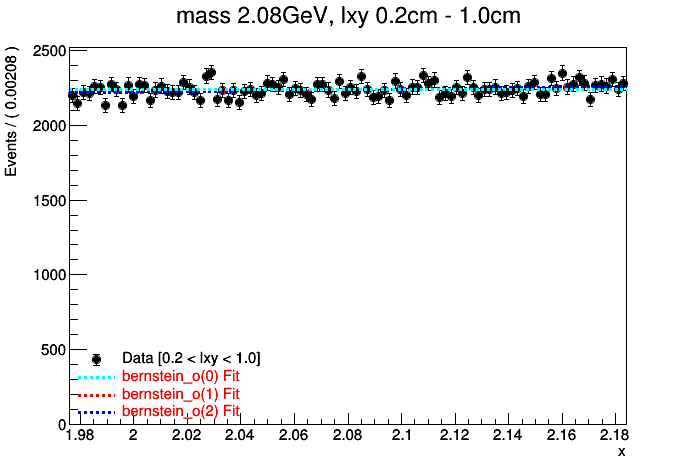 mass 2.08GeV, lxy 0.2cm - 1.0cm
Events / ( 0.00208 )
2500
2000
1500
1000
500
0
Data [0.2 < lxy < 1.0]
bernstein_o(0) Fit
bernstein_o(1) Fit
bernstein_o(2) Fit
1.98 2 2.02 2.04 2.06 2.08 2.1 2.12 2.14 2.16 2.18
x